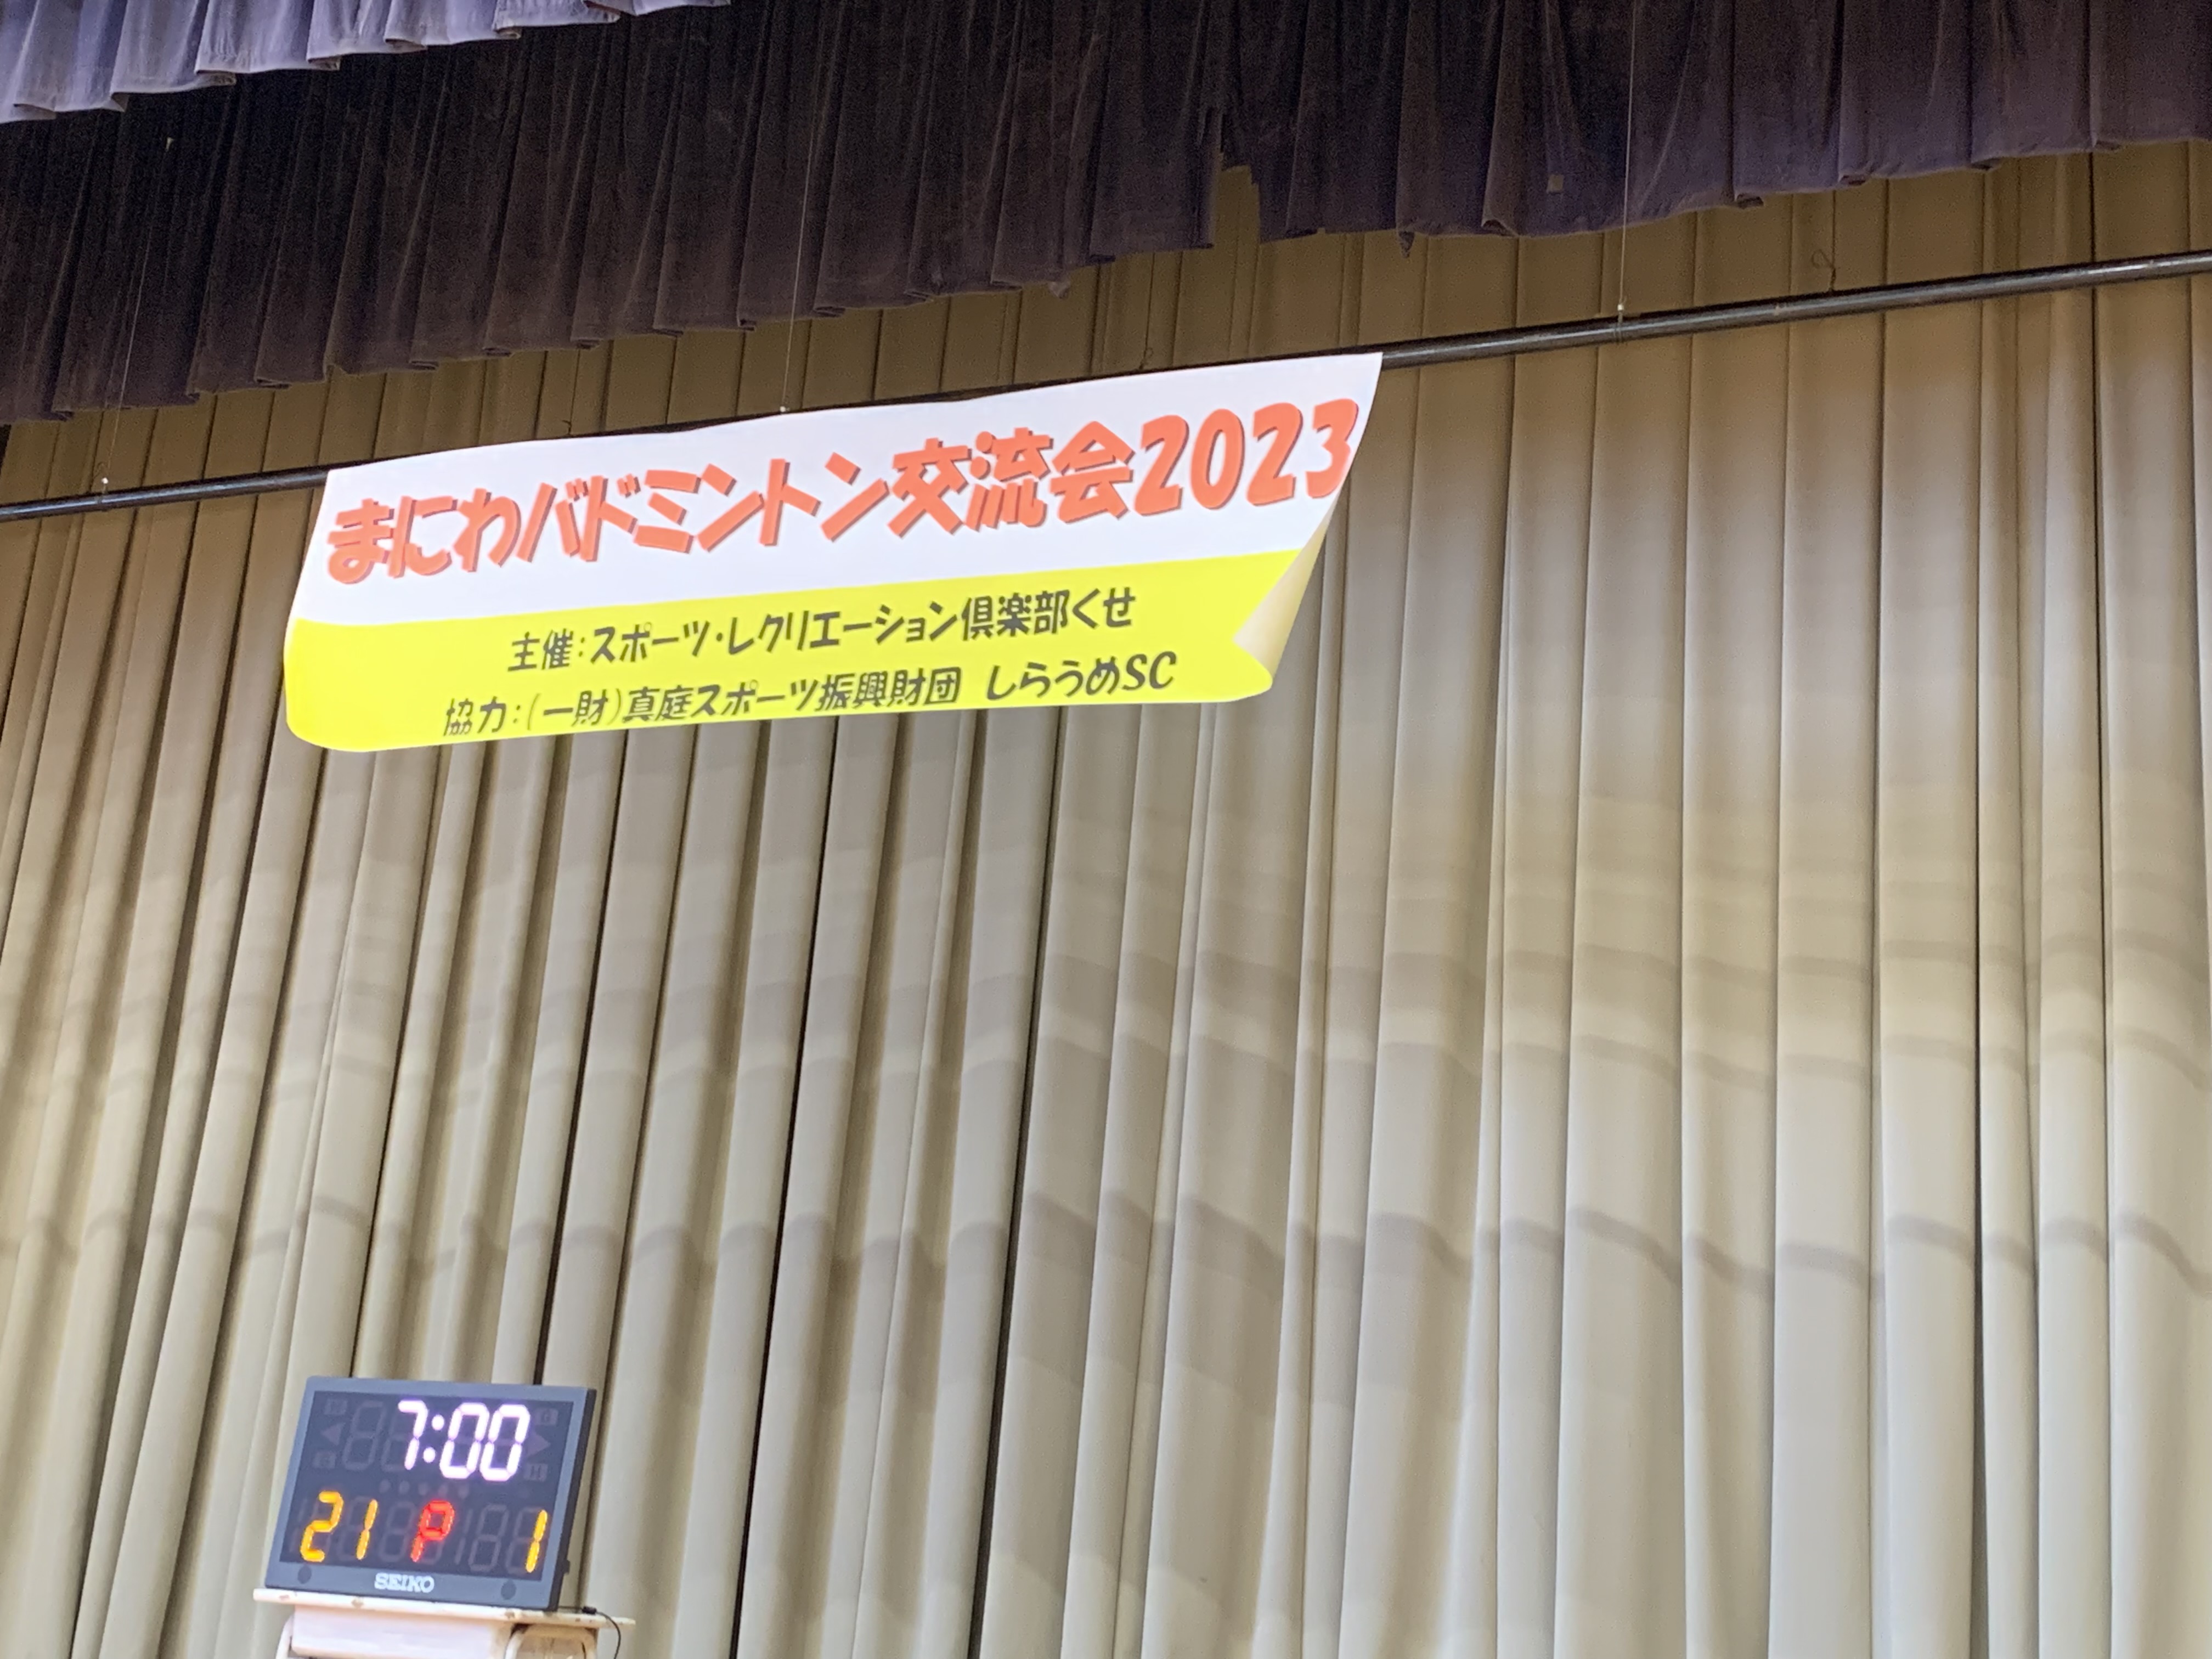 まにわバドミントン交流会2023
主催：スポーツ・レクリエーション倶楽部くせ
協力：（一財）真庭スポーツ振興財団 しらうめSC
7:00
21 P 1
SEIKO